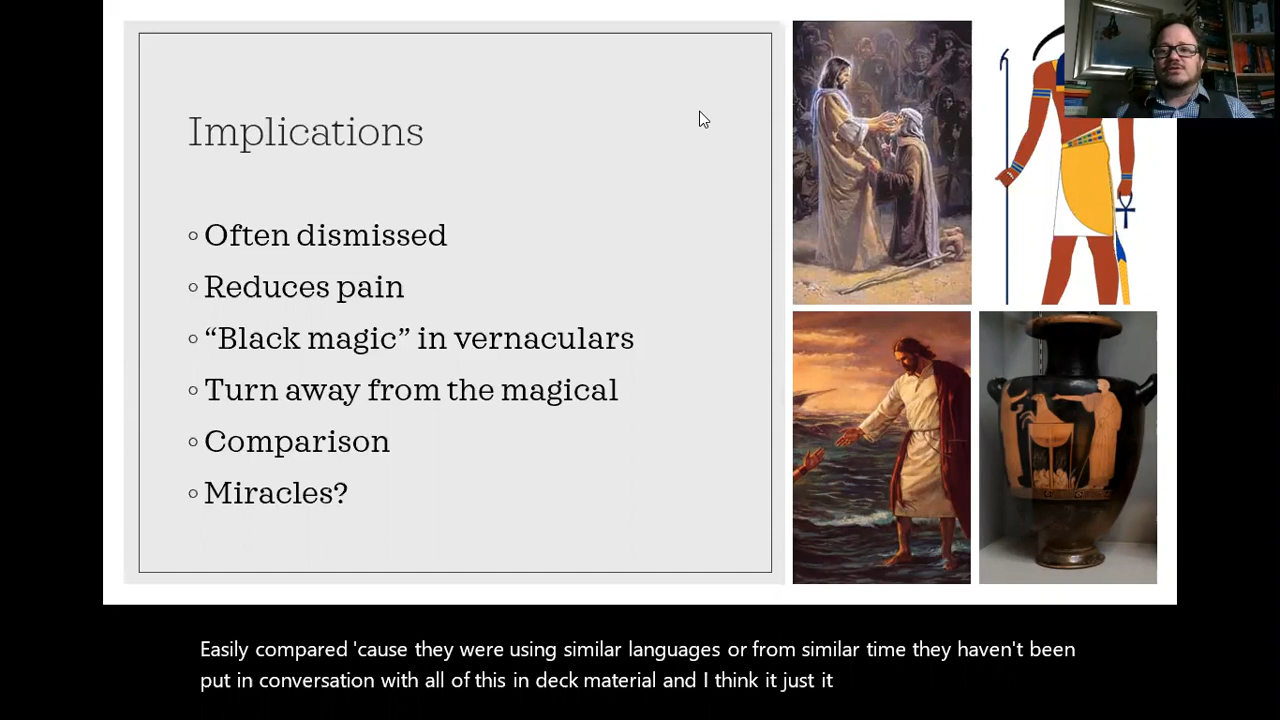 Implications
◦ Often dismissed
◦ Reduces pain
◦ “Black magic” in vernaculars
◦ Turn away from the magical
◦ Comparison
◦ Miracles?
Easily compared 'cause they were using similar languages or from similar time they haven't been
put in conversation with all of this in deck material and I think it just it